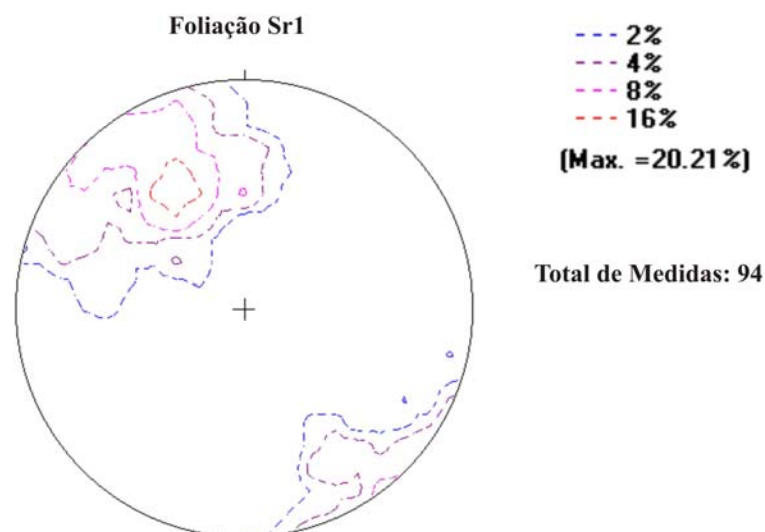 Foliação Sr1
2%
4%
8%
16%
(Max. =20.21%)
Total de Medidas: 94